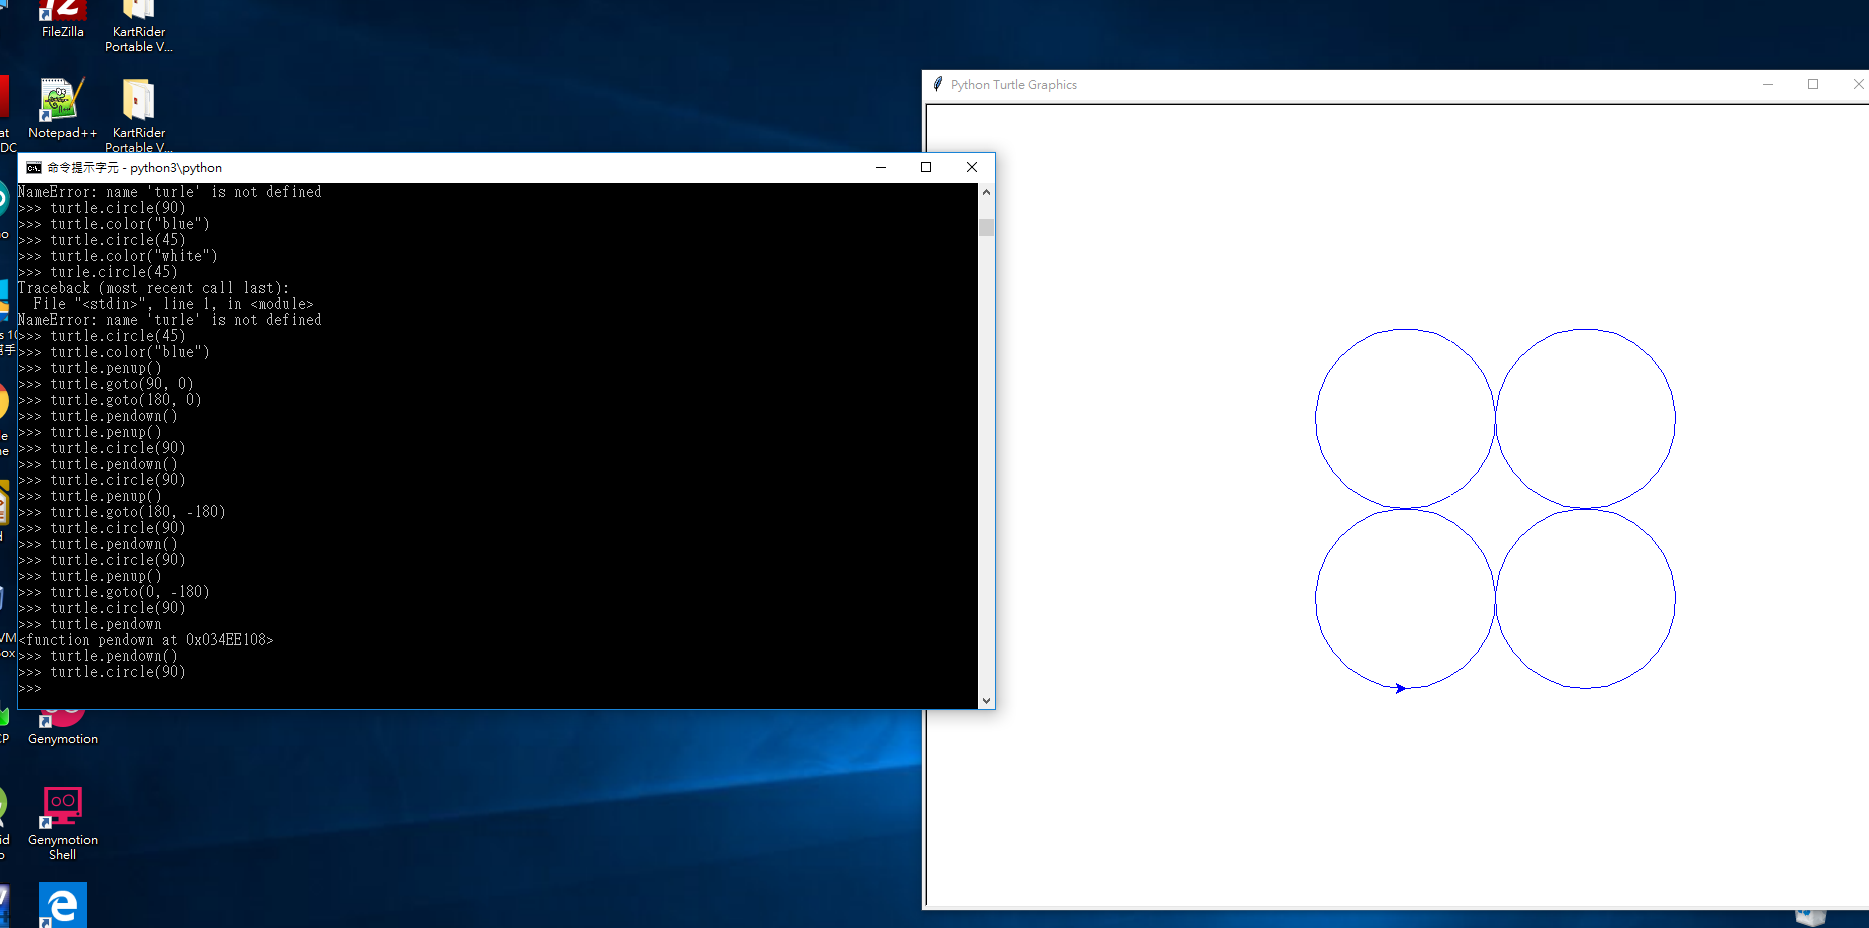 FileZilla
KartRider
Portable V...
Notepad++
KartRider
Portable V...
at
DC
Python Turtle Graphics
命令提示字元 - python3\python
NameError: name 'turle' is not defined
>>> turtle.circle(90)
>>> turtle.color("blue")
>>> turtle.circle(45)
>>> turtle.color("white")
>>> turle.circle(45)
Traceback (most recent call last):
  File "<stdin>", line 1, in <module>
NameError: name 'turle' is not defined
>>> turtle.circle(45)
>>> turtle.color("blue")
>>> turtle.penup()
>>> turtle.goto(90, 0)
>>> turtle.goto(180, 0)
>>> turtle.pendown()
>>> turtle.penup()
>>> turtle.circle(90)
>>> turtle.pendown()
>>> turtle.circle(90)
>>> turtle.penup()
>>> turtle.goto(180, -180)
>>> turtle.circle(90)
>>> turtle.pendown()
>>> turtle.circle(90)
>>> turtle.penup()
>>> turtle.goto(0, -180)
>>> turtle.circle(90)
>>> turtle.pendown
<function pendown at 0x034EE108>
>>> turtle.pendown()
>>> turtle.circle(90)
>>>
Genymotion
Genymotion
Shell